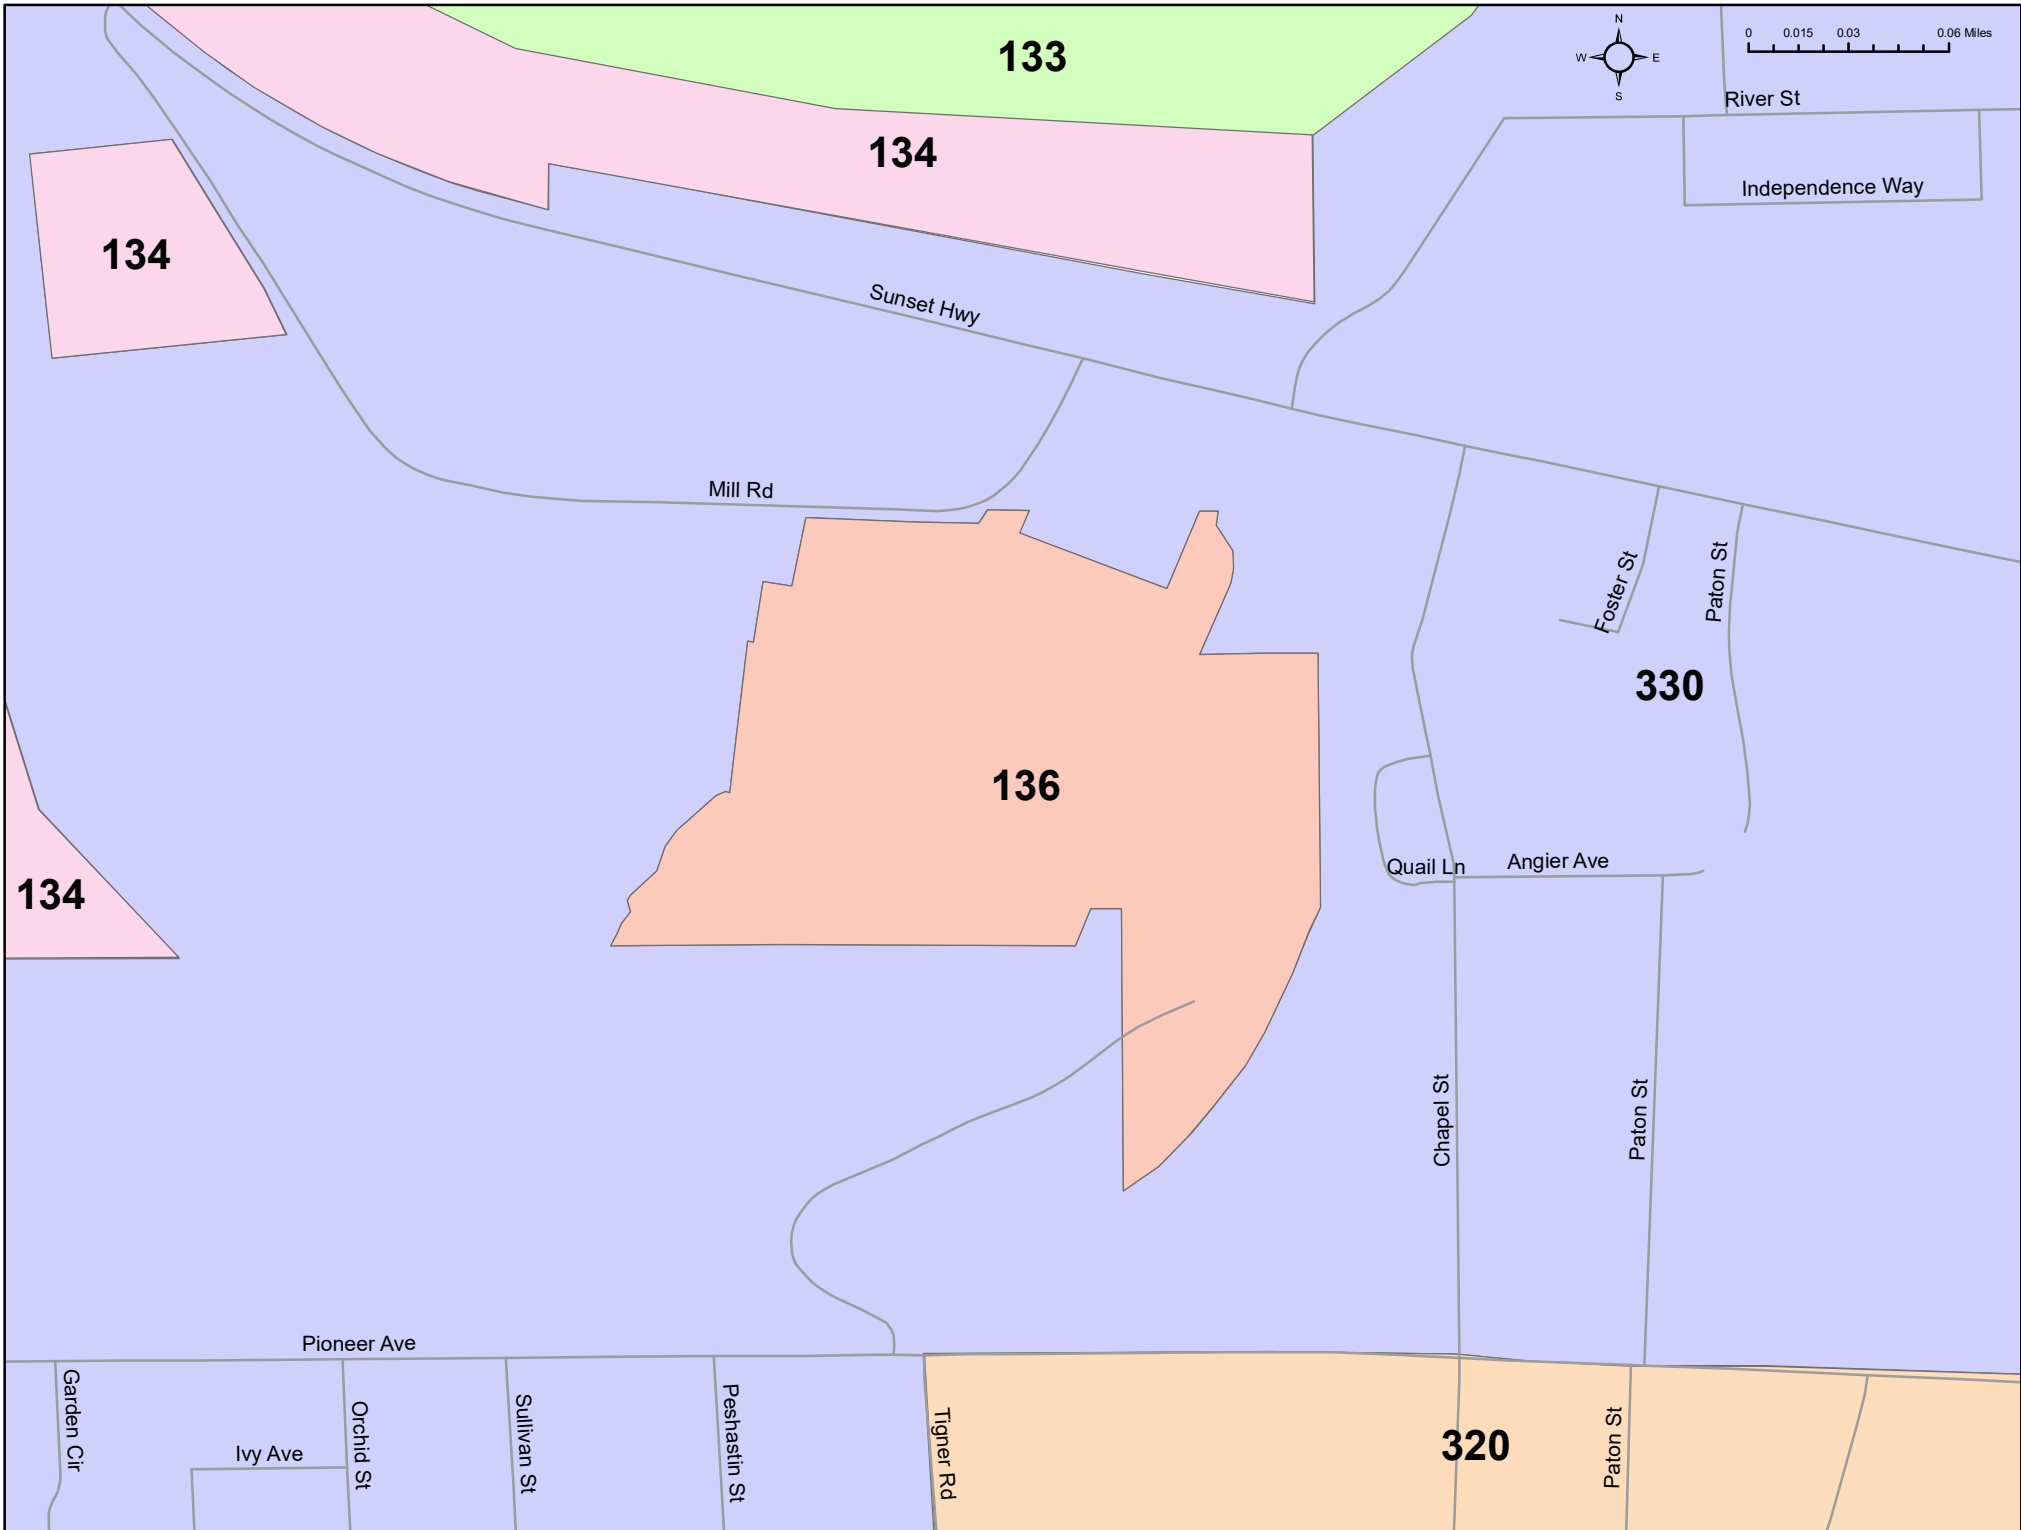 133
N
W E
S
0 0.015 0.03 0.06 Miles
River St
134
Independence Way
134
Sunset Hwy
Mill Rd
Foster St
Paton St
330
136
Quail Ln
Angier Ave
134
Chapel St
Paton St
Pioneer Ave
Garden Cir
Orchid St
Sullivan St
Peshastin St
Tigner Rd
Paton St
320
Ivy Ave